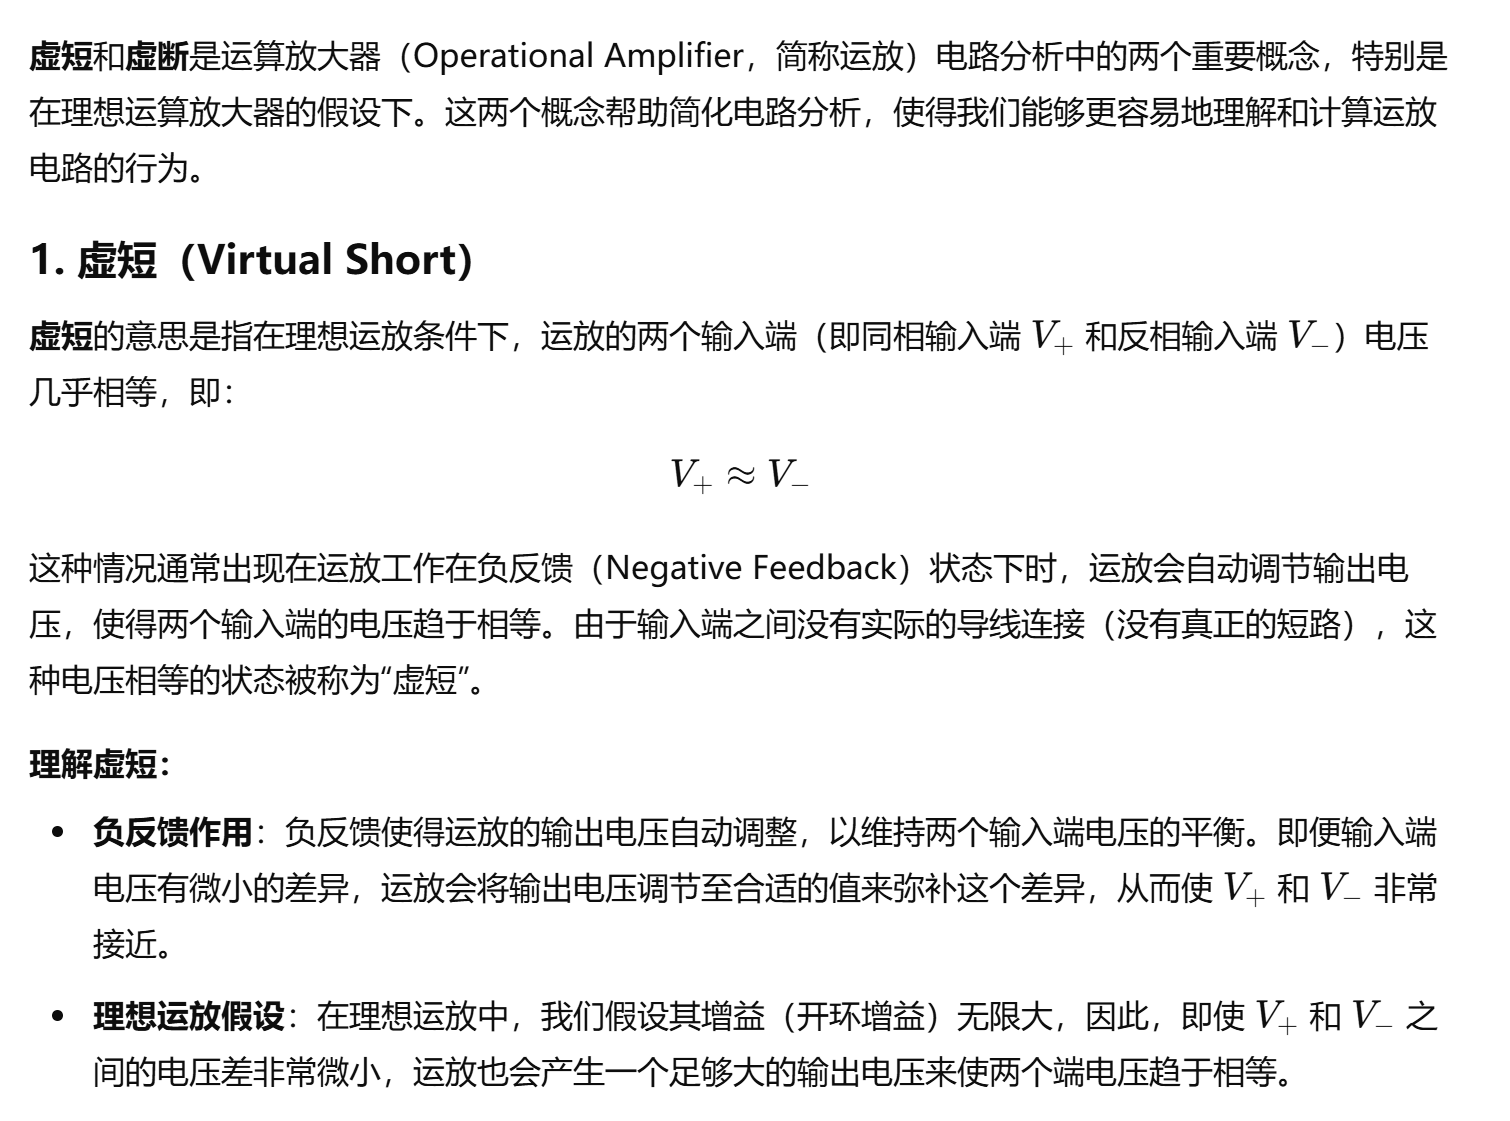 虚短和虚断是运算放大器（Operational Amplifier，简称运放）电路分析中的两个重要概念，特别是
在理想运算放大器的假设下。这两个概念帮助简化电路分析，使得我们能够更容易地理解和计算运放
电路的行为。
1. 虚短（Virtual Short）
虚短的意思是指在理想运放条件下，运放的两个输入端（即同相输入端 V₊ 和反相输入端 V₋）电压
几乎相等，即：
V₊ ≈ V₋
这种情况通常出现在运放工作在负反馈（Negative Feedback）状态下时，运放会自动调节输出电
压，使得两个输入端的电压趋于相等。由于输入端之间没有实际的导线连接（没有真正的短路），这
种电压相等的状态被称为“虚短”。
理解虚短：
• 负反馈作用：负反馈使得运放的输出电压自动调整，以维持两个输入端电压的平衡。即便输入端
电压有微小的差异，运放会将输出电压调节至合适的值来弥补这个差异，从而使 V₊ 和 V₋ 非常
接近。
• 理想运放假设：在理想运放中，我们假设其增益（开环增益）无限大，因此，即使 V₊ 和 V₋ 之
间的电压差非常微小，运放也会产生一个足够大的输出电压来使两个端电压趋于相等。